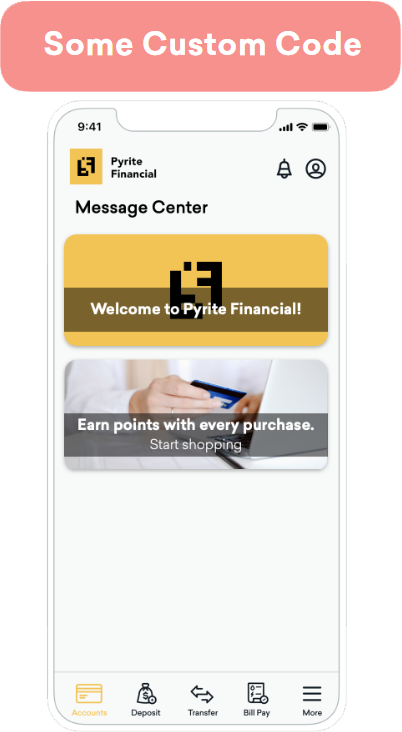 Some Custom Code
9:41
Pyrite
Financial
Message Center
Welcome to Pyrite Financial!
Earn points with every purchase.
Start shopping
Accounts
Deposit
Transfer
Bill Pay
More